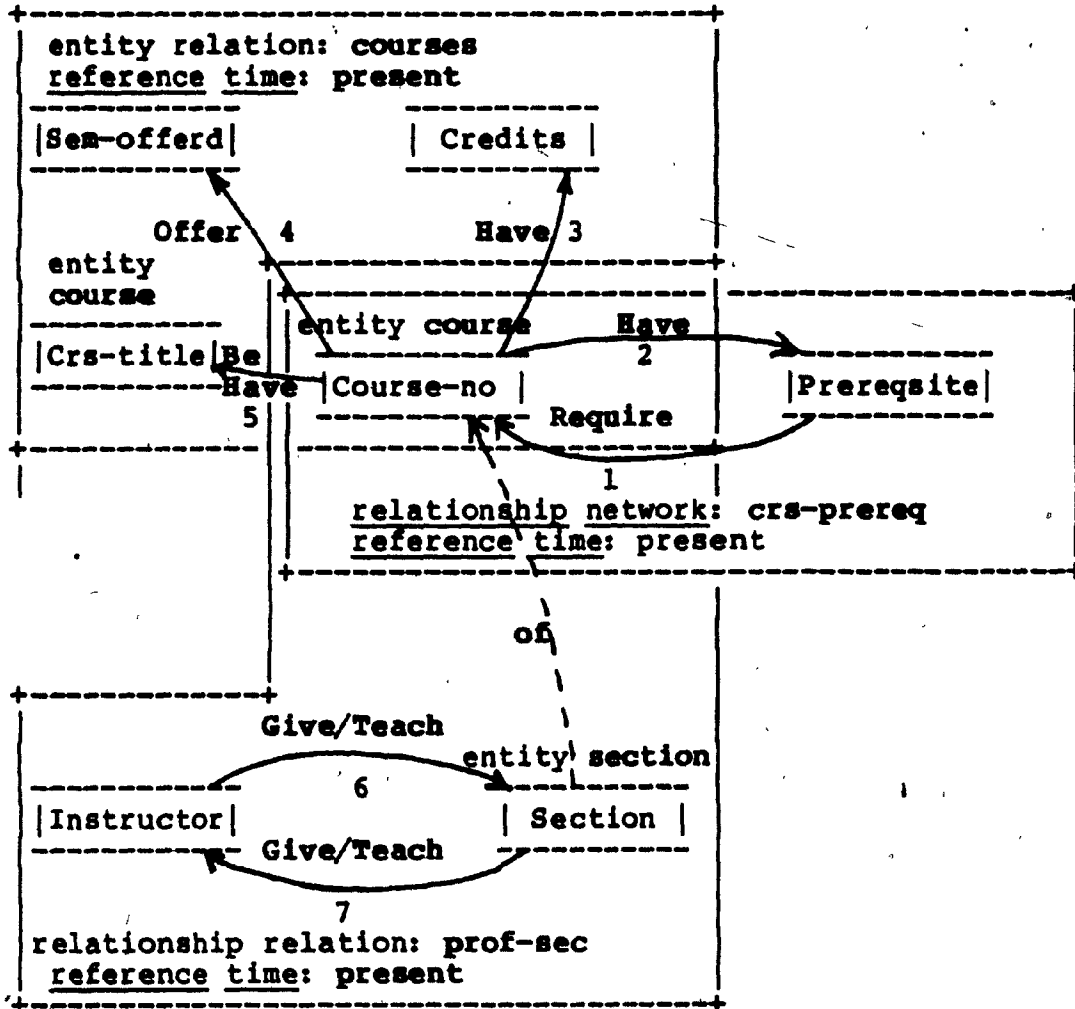 entity relation: courses
reference time: present
|Sem-offerd| | Credits |
Offer 4 Have 3
entity
course
entity course Have
2
|Crs-title|Be
Have |Course-no | |Prereqsite|
5 Require
1
relationship network: crs-prereq
reference time: present
of
Give/Teach
entity section
6
|Instructor| | Section |
Give/Teach
7
relationship relation: prof-sec
reference time: present